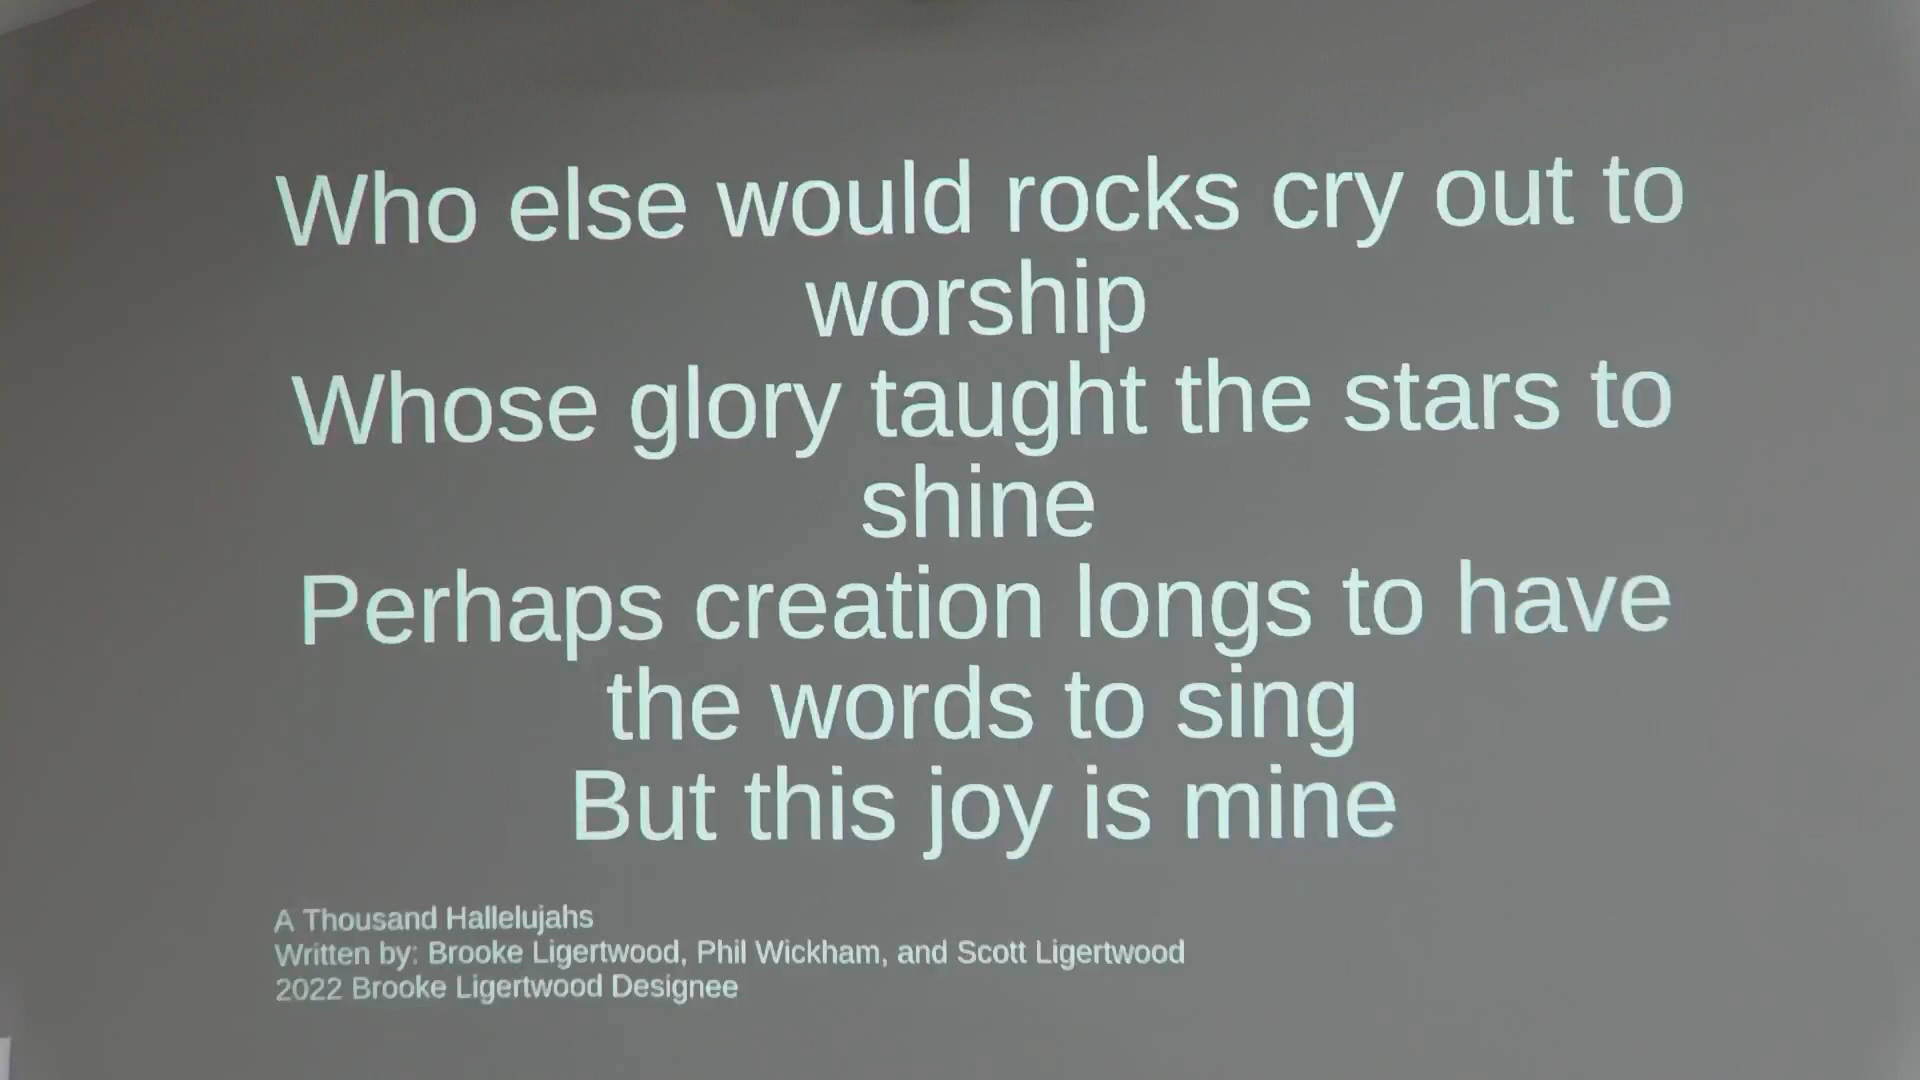 Who else would rocks cry out to
worship
Whose glory taught the stars to
shine
Perhaps creation longs to have
the words to sing
But this joy is mine
A Thousand Hallelujahs
Written by: Brooke Ligertwood, Phil Wickham, and Scott Ligertwood
2022 Brooke Ligertwood Designee